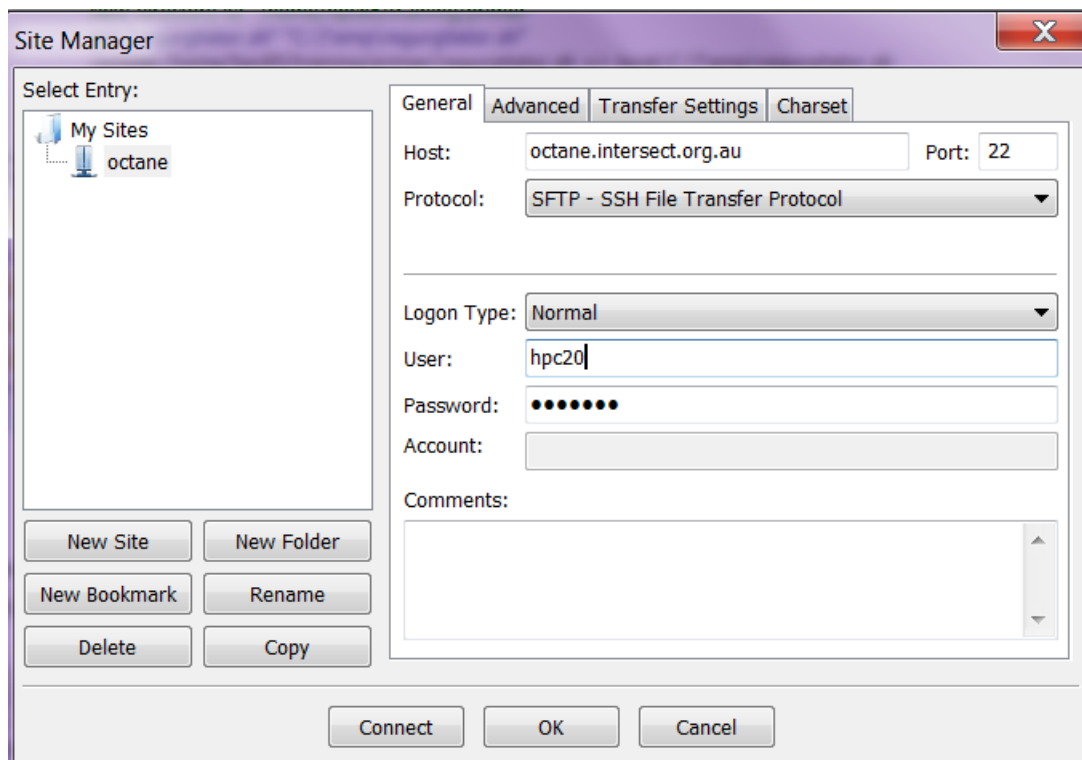 Site Manager
X
Select Entry:
My Sites
octane
New Site
New Folder
New Bookmark
Rename
Delete
Copy
General
Advanced
Transfer Settings
Charset
Host: octane.intersect.org.au Port: 22
Protocol: SFTP - SSH File Transfer Protocol
Logon Type: Normal
User: hpc20
Password: •••••••
Account:
Comments:
Connect
OK
Cancel